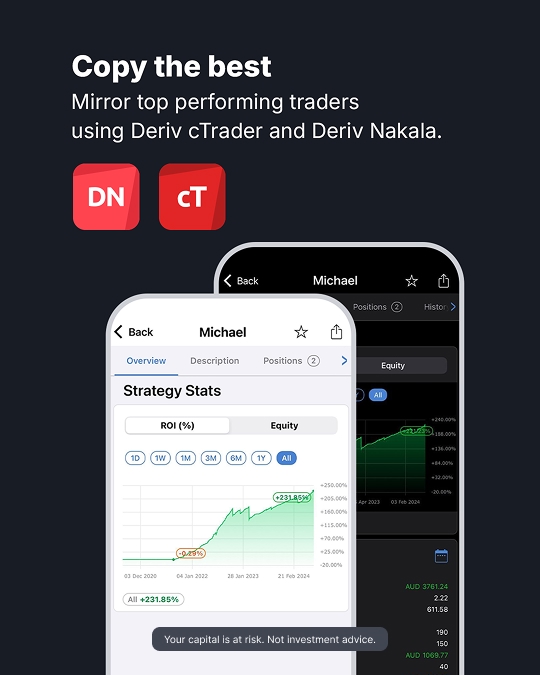 Copy the best
Mirror top performing traders
using Deriv cTrader and Deriv Nakala.
DN
cT
Back
Michael
Positions 2
Histor
Equity
All
+240.00%
+188.00%
+136.00%
+84.00%
+32.00%
-20.00%
Apr 2023
03 Feb 2024
AUD 3761.24
2.22
611.58
190
150
AUD 1069.77
40
Back
Michael
Overview
Description
Positions 2
Strategy Stats
ROI (%)
Equity
1D
1W
1M
3M
6M
1Y
All
+231.85%
-0.29%
+250.00%
+205.00%
+160.00%
+115.00%
+70.00%
+25.00%
-20.00%
03 Dec 2020
04 Jan 2022
28 Jan 2023
21 Feb 2024
All +231.85%
Your capital is at risk. Not investment advice.